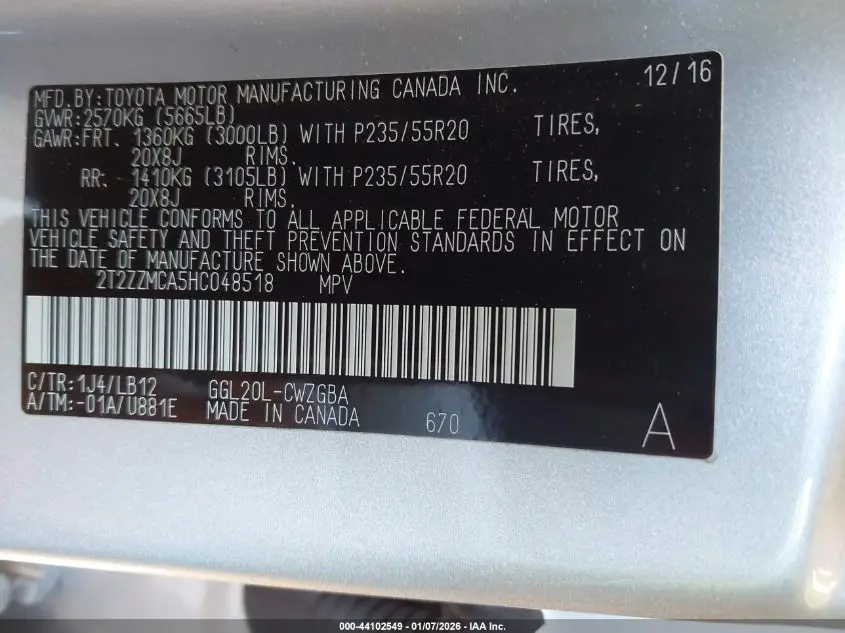 MFD.BY:TOYOTA MOTOR MANUFACTURING CANADA INC. 12/16
GVWR:2570KG (5665LB)
GAWR:FRT. 1360KG (3000LB) WITH P235/55R20 TIRES,
20X8J RIMS.
RR: 1410KG (3105LB) WITH P235/55R20 TIRES,
20X8J RIMS.
THIS VEHICLE CONFORMS TO ALL APPLICABLE FEDERAL MOTOR
VEHICLE SAFETY AND THEFT PREVENTION STANDARDS IN EFFECT ON
THE DATE OF MANUFACTURE SHOWN ABOVE.
2T2ZZMCA5HC048518 MPV
C/TR:1J4/LB12 GGL20L-CWZGBA
A/TM:-01A/U881E MADE IN CANADA 670 A
000-44102549 - 01/07/2026 - IAA Inc.